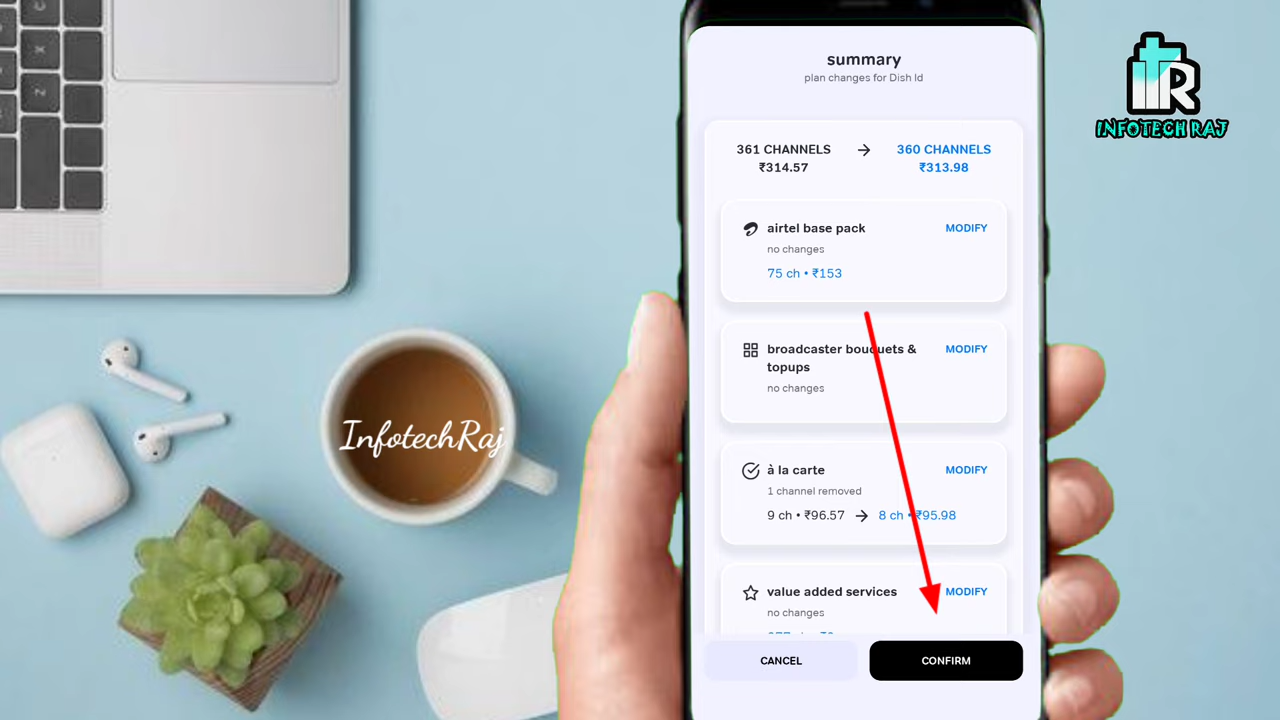 summary
plan changes for Dish Id
361 CHANNELS → 360 CHANNELS
₹314.57 ₹313.98
airtel base pack MODIFY
no changes
75 ch • ₹153
broadcaster bouquets & MODIFY
topups
no changes
à la carte MODIFY
1 channel removed
9 ch • ₹96.57 → 8 ch • ₹95.98
value added services MODIFY
no changes
CANCEL CONFIRM
InfotechRaj
ITR
INFOTECH RAJ
X
Z